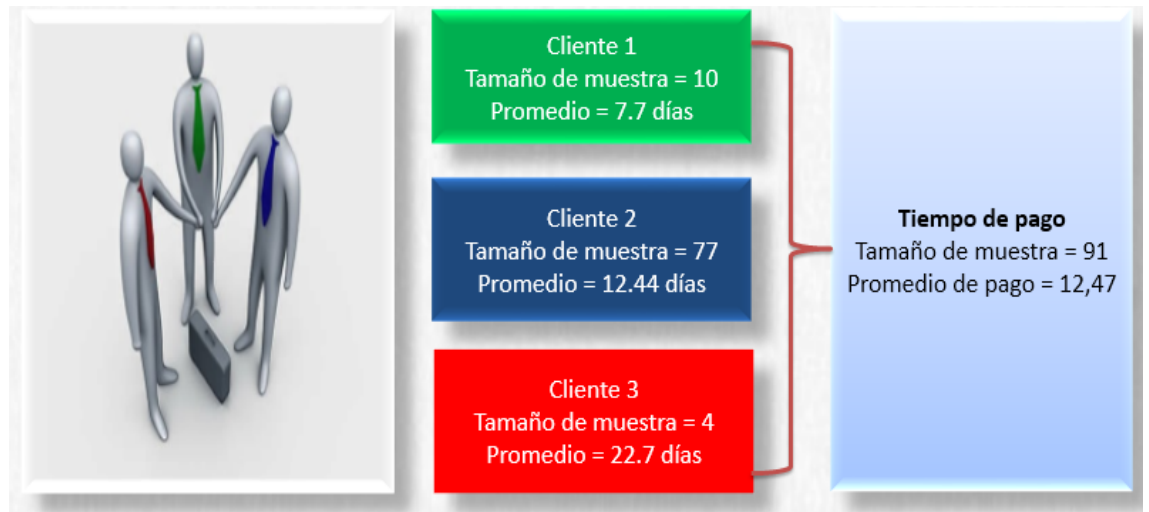 Cliente 1
Tamaño de muestra = 10
Promedio = 7.7 días
Cliente 2
Tamaño de muestra = 77
Promedio = 12.44 días
Cliente 3
Tamaño de muestra = 4
Promedio = 22.7 días
Tiempo de pago
Tamaño de muestra = 91
Promedio de pago = 12,47